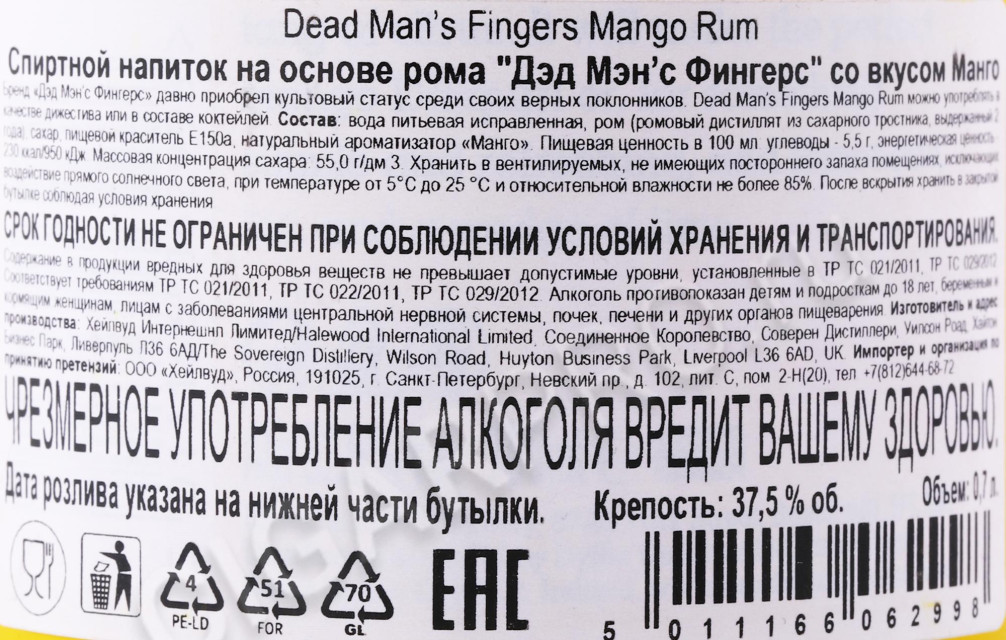 Dead Man's Fingers Mango Rum
Спиртной напиток на основе рома "Дэд Мэн'с Фингерс" со вкусом Манго
Бренд «Дэд Мэн'с Фингерс» давно приобрел культовый статус среди своих верных поклонников. Dead Man's Fingers Mango Rum можно употреблять в
качестве дижестива или в составе коктейлей. Состав: вода питьевая исправленная, ром (ромовый дистиллят из сахарного тростника, выдержанный 2
года), сахар, пищевой краситель Е150а, натуральный ароматизатор «Манго». Пищевая ценность в 100 мл: углеводы - 5,5 г, энергетическая ценность
230 ккал/950 кДж. Массовая концентрация сахара: 55,0 г/дм 3. Хранить в вентилируемых, не имеющих постороннего запаха помещениях, исключающих
воздействие прямого солнечного света, при температуре от 5°С до 25 °С и относительной влажности не более 85%. После вскрытия хранить в закрытой
бутылке соблюдая условия хранения
СРОК ГОДНОСТИ НЕ ОГРАНИЧЕН ПРИ СОБЛЮДЕНИИ УСЛОВИЙ ХРАНЕНИЯ И ТРАНСПОРТИРОВАНИЯ.
Содержание в продукции вредных для здоровья веществ не превышает допустимые уровни, установленные в ТР ТС 021/2011, ТР ТС 029/2012
Соответствует требованиям ТР ТС 021/2011, ТР ТС 022/2011, ТР ТС 029/2012. Алкоголь противопоказан детям и подросткам до 18 лет, беременным и
кормящим женщинам, лицам с заболеваниями центральной нервной системы, почек, печени и других органов пищеварения. Изготовитель и адрес
производства: Хейлвуд Интернешнл Лимитед/Halewood International Limited, Соединенное Королевство, Соверен Дистиллери, Уилсон Роад, Хайтон
Бизнес Парк, Ливерпуль Л36 6АД/The Sovereign Distillery, Wilson Road, Huyton Business Park, Liverpool L36 6AD, UK. Импортер и организация по
принятию претензий: ООО «Хейлвуд», Россия, 191025, г. Санкт-Петербург, Невский пр., д. 102, лит. С, пом 2-Н(20), тел +7(812)644-68-72
ЧРЕЗМЕРНОЕ УПОТРЕБЛЕНИЕ АЛКОГОЛЯ ВРЕДИТ ВАШЕМУ ЗДОРОВЬЮ.
Дата розлива указана на нижней части бутылки. Крепость: 37,5 % об. Объем: 0,7 л.
4 51 70 EAC
PE-LD FOR GL
5 011166 062998